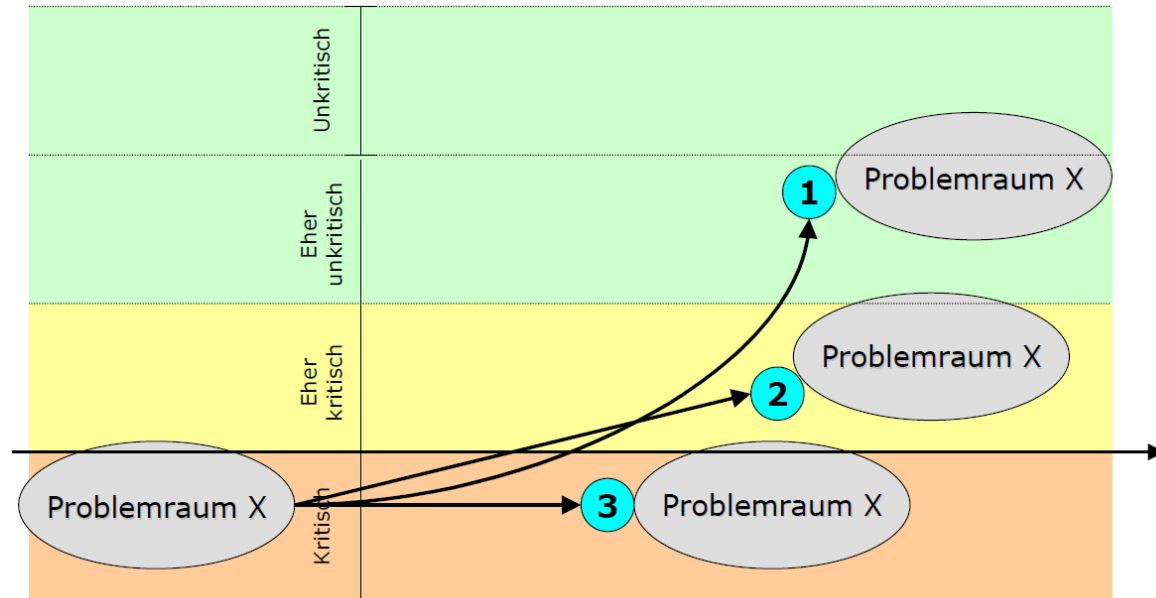 Unkritisch
Eher
unkritisch
Eher
kritisch
Kritisch
1
Problemraum X
2
Problemraum X
Problemraum X
3
Problemraum X